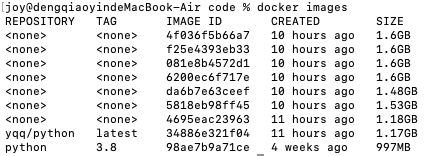 joy@dengqiaoyindeMacBook-Air code % docker images
REPOSITORY TAG IMAGE ID CREATED SIZE
<none> <none> 4f036f5b66a7 10 hours ago 1.6GB
<none> <none> f25e4393eb33 10 hours ago 1.6GB
<none> <none> 081e8b4572d1 10 hours ago 1.6GB
<none> <none> 6200ec6f717e 10 hours ago 1.6GB
<none> <none> da6b7e63ceef 10 hours ago 1.48GB
<none> <none> 5818eb98ff45 10 hours ago 1.53GB
<none> <none> 4695eac23963 11 hours ago 1.18GB
yqq/python latest 34886e321f04 11 hours ago 1.17GB
python 3.8 98ae7b9a71ce 4 weeks ago 997MB